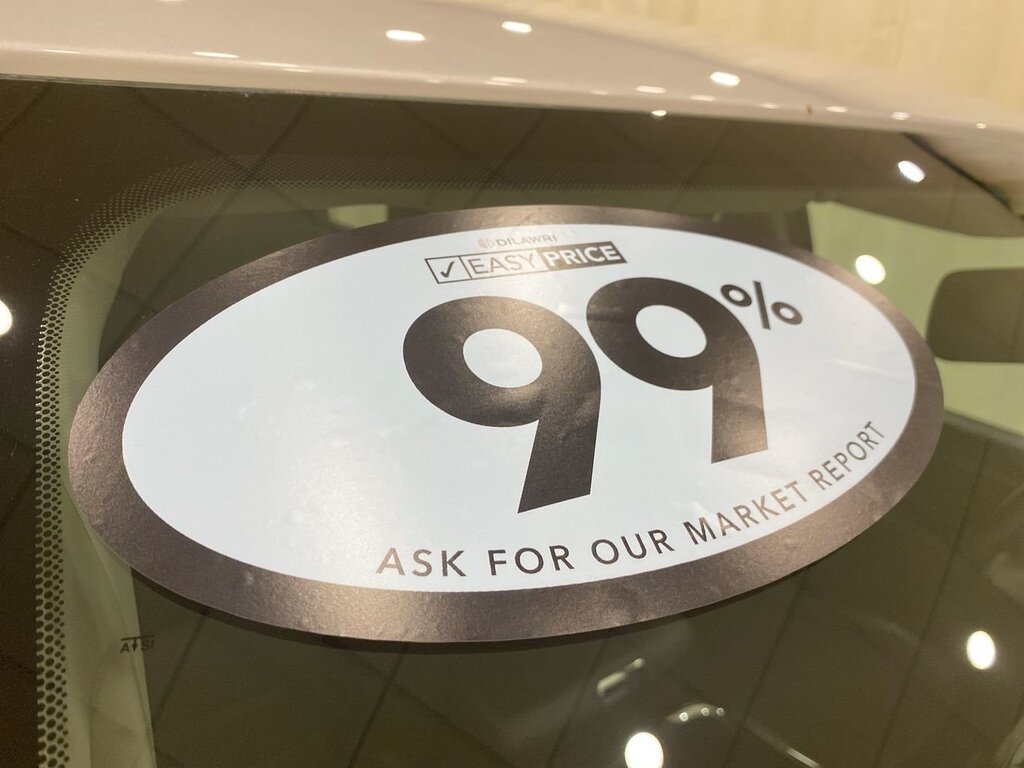 DILAWRI
✓ EASY PRICE
99%
ASK FOR OUR MARKET REPORT